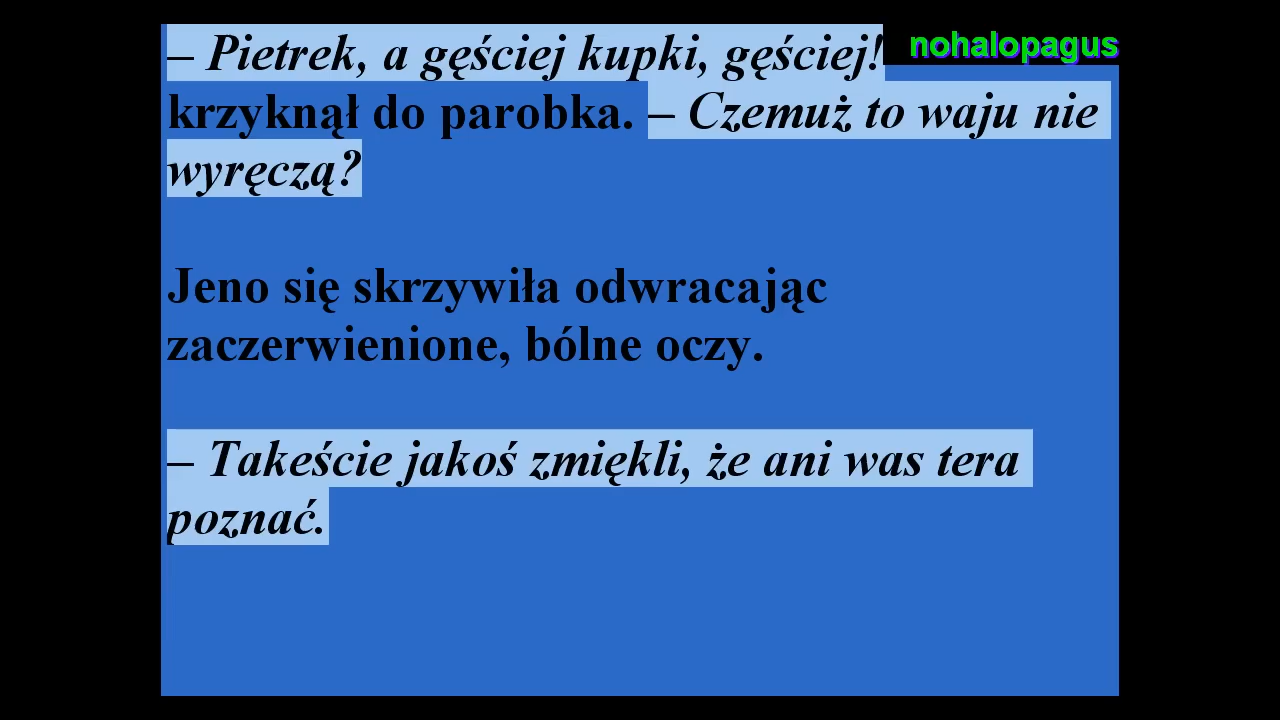 – Pietrek, a gęściej kupki, gęściej!
nohalopagus
krzyknął do parobka. – Czemuż to waju nie
wyręczą?
Jeno się skrzywiła odwracając
zaczerwienione, bólne oczy.
– Takeście jakoś zmiękli, że ani was tera
poznać.